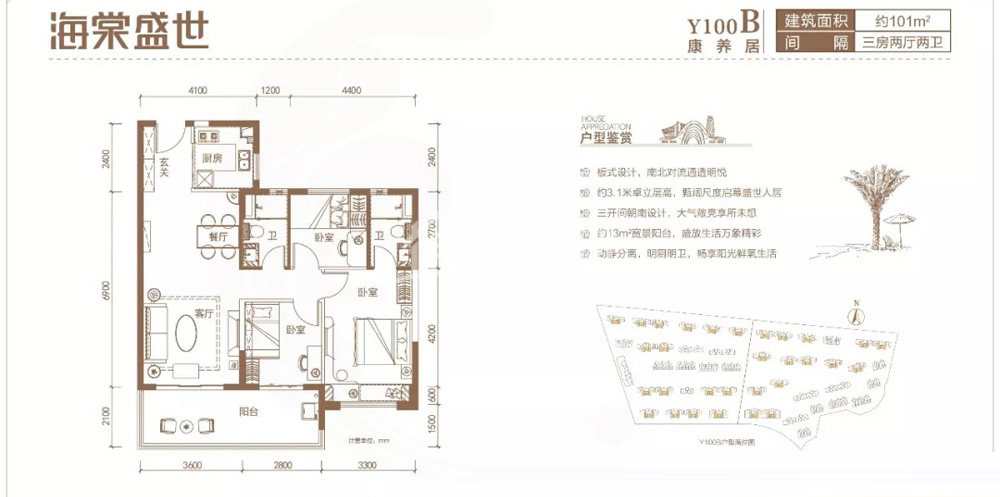 海棠盛世
Y100B
康养居
建筑面积 约101m²
间隔 三房两厅两卫
4100 1200 4400
HOUSE
APPRECIATION
户型鉴赏
板式设计，南北对流通透明悦
约3.1米卓立层高，甄阔尺度启幕盛世人居
三开间朝南设计，大气敞亮享所未想
约13m²宽景阳台，盛放生活万象精彩
动静分离，明厨明卫，畅享阳光鲜氧生活
2400
6900
2100
玄关
厨房
餐厅
卫
卧室
卫
卧室
客厅
卧室
阳台
2400
2700
4200
600
1500
计量单位：mm
3600 2800 3300
N
Y100B户型落位图